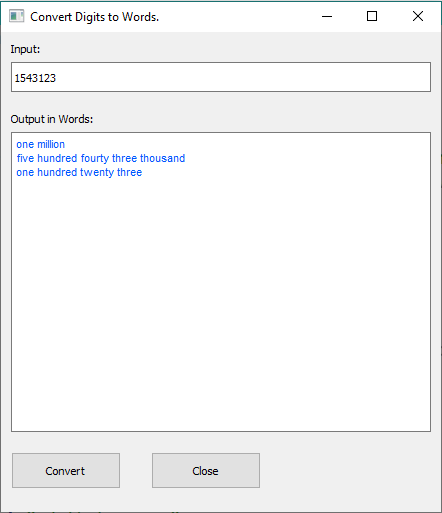 Convert Digits to Words.
Input:
1543123
Output in Words:
one million
five hundred fourty three thousand
one hundred twenty three
Convert Close